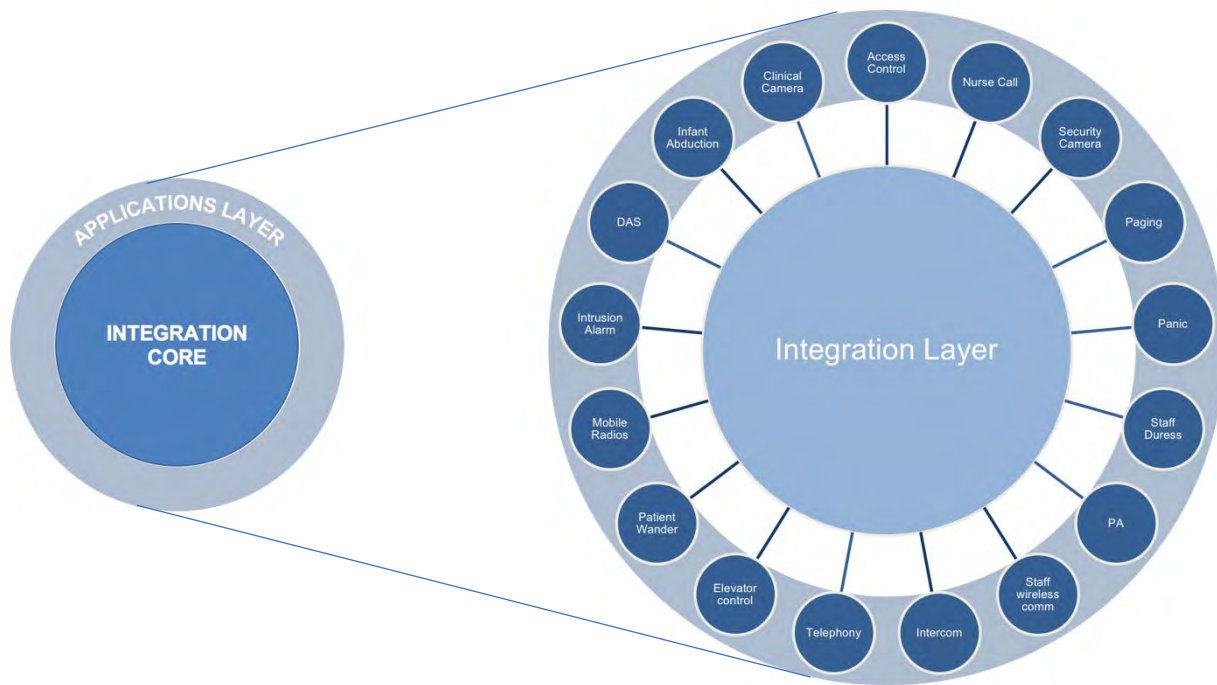 APPLICATIONS LAYER
INTEGRATION
CORE
Integration Layer
Access
Control
Nurse Call
Security
Camera
Paging
Panic
Staff
Duress
PA
Staff
wireless
comm
Intercom
Telephony
Elevator
control
Patient
Wander
Mobile
Radios
Intrusion
Alarm
DAS
Infant
Abduction
Clinical
Camera